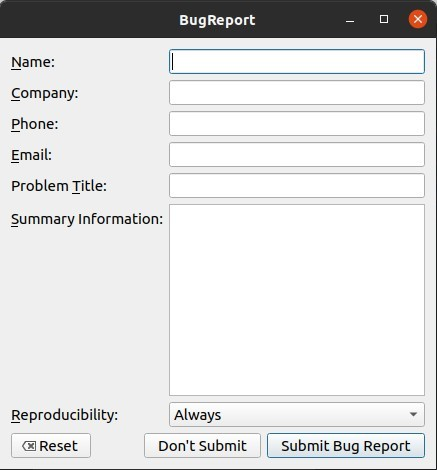 BugReport
Name:
Company:
Phone:
Email:
Problem Title:
Summary Information:
Reproducibility: Always
Reset Don't Submit Submit Bug Report